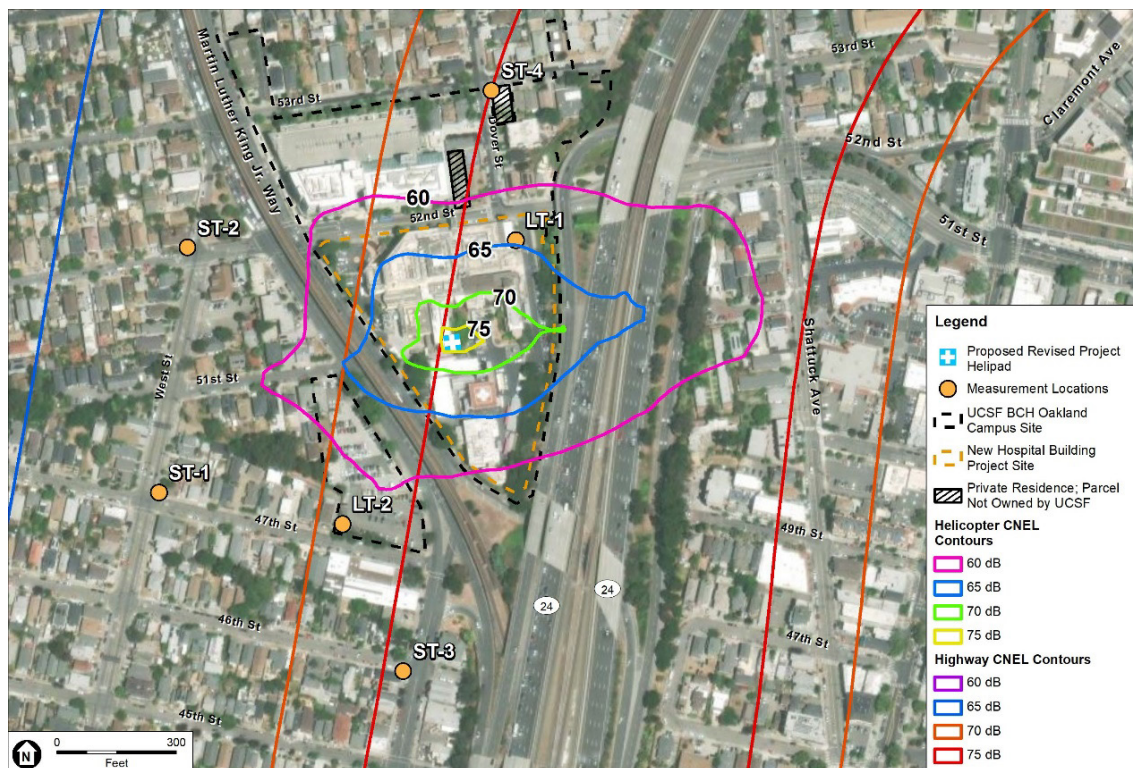 53rd St
Claremont Ave
ST-4
53rd St
Dover St
52nd St
Martin Luther King Jr. Way
60
52nd St
51st St
ST-2
LT-1
65
70
75
51st St
West St
Shattuck Ave
ST-1
47th St
LT-2
49th St
24
24
46th St
ST-3
47th St
45th St
N
0
300
Feet
Legend
Proposed Revised Project
Helipad
Measurement Locations
UCSF BCH Oakland
Campus Site
New Hospital Building
Project Site
Private Residence; Parcel
Not Owned by UCSF
Helicopter CNEL
Contours
60 dB
65 dB
70 dB
75 dB
Highway CNEL Contours
60 dB
65 dB
70 dB
75 dB